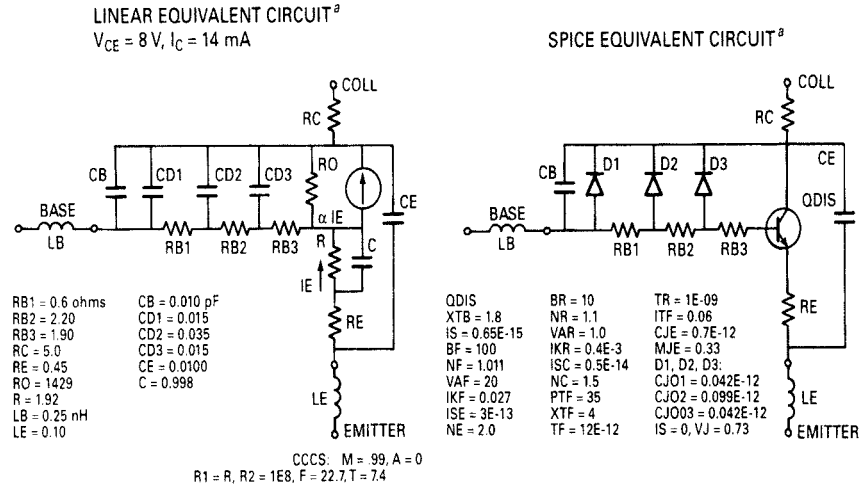 LINEAR EQUIVALENT CIRCUITª
V_CE = 8 V, I_C = 14 mA
COLL
RC
CB
CD1
CD2
CD3
RO
CE
BASE
LB
RB1
RB2
RB3
α IE
R
C
IE
RE
LE
EMITTER
RB1 = 0.6 ohms
RB2 = 2.20
RB3 = 1.90
RC = 5.0
RE = 0.45
RO = 1429
R = 1.92
LB = 0.25 nH
LE = 0.10
CB = 0.010 pF
CD1 = 0.015
CD2 = 0.035
CD3 = 0.015
CE = 0.0100
C = 0.998
CCCS: M = .99, A = 0
R1 = R, R2 = 1E8, F = 22.7, T = 7.4
SPICE EQUIVALENT CIRCUITª
COLL
RC
CB
D1
D2
D3
CE
QDIS
BASE
LB
RB1
RB2
RB3
RE
LE
EMITTER
QDIS
XTB = 1.8
IS = 0.65E-15
BF = 100
NF = 1.011
VAF = 20
IKF = 0.027
ISE = 3E-13
NE = 2.0
BR = 10
NR = 1.1
VAR = 1.0
IKR = 0.4E-3
ISC = 0.5E-14
NC = 1.5
PTF = 35
XTF = 4
TF = 12E-12
TR = 1E-09
ITF = 0.06
CJE = 0.7E-12
MJE = 0.33
D1, D2, D3:
CJO1 = 0.042E-12
CJO2 = 0.099E-12
CJO03 = 0.042E-12
IS = 0, VJ = 0.73